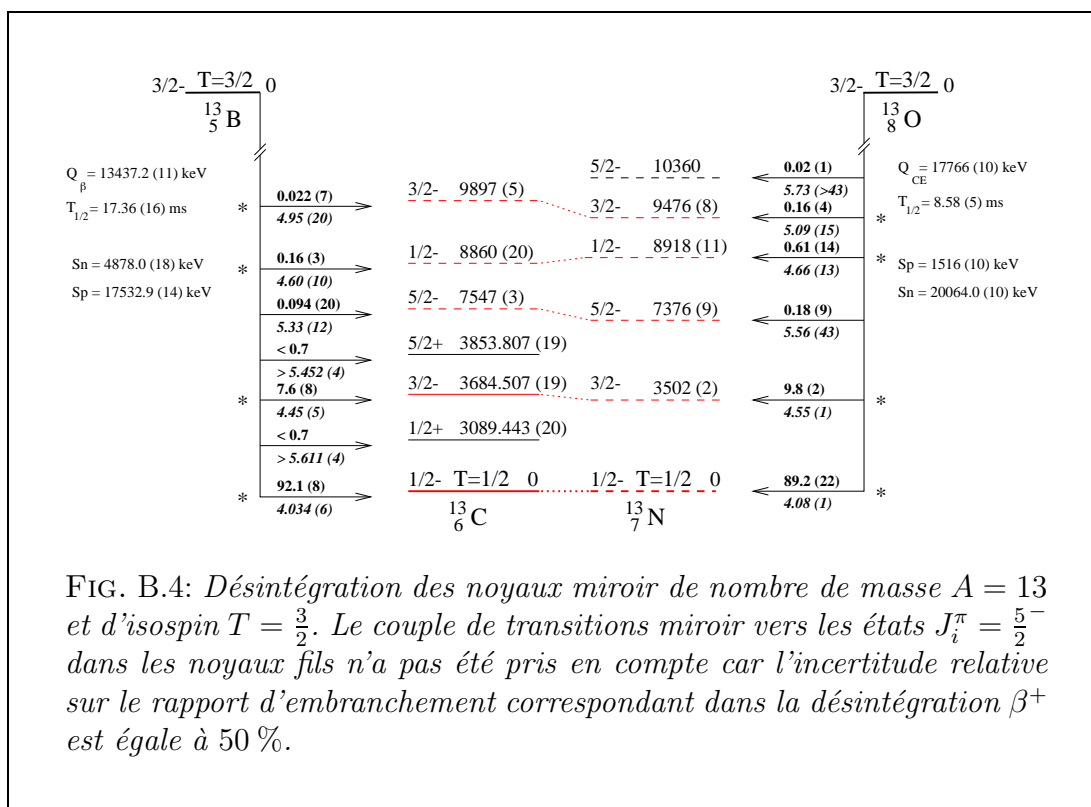 3/2- T=3/2 0
13 5 B
Q β = 13437.2 (11) keV
T 1/2 = 17.36 (16) ms
Sn = 4878.0 (18) keV
Sp = 17532.9 (14) keV
* 0.022 (7)
4.95 (20)
* 0.16 (3)
4.60 (10)
0.094 (20)
5.33 (12)
< 0.7
> 5.452 (4)
* 7.6 (8)
4.45 (5)
< 0.7
> 5.611 (4)
* 92.1 (8)
4.034 (6)
3/2- 9897 (5)
1/2- 8860 (20)
5/2- 7547 (3)
5/2+ 3853.807 (19)
3/2- 3684.507 (19)
1/2+ 3089.443 (20)
1/2- T=1/2 0
13 6 C
5/2- 10360
3/2- 9476 (8)
1/2- 8918 (11)
5/2- 7376 (9)
3/2- 3502 (2)
1/2- T=1/2 0
13 7 N
0.02 (1)
5.73 (>43)
0.16 (4) *
5.09 (15)
0.61 (14) *
4.66 (13)
0.18 (9)
5.56 (43)
9.8 (2) *
4.55 (1)
89.2 (22) *
4.08 (1)
3/2- T=3/2 0
13 8 O
Q CE = 17766 (10) keV
T 1/2 = 8.58 (5) ms
Sp = 1516 (10) keV
Sn = 20064.0 (10) keV
FIG. B.4: Désintégration des noyaux miroir de nombre de masse A = 13
et d'isospin T = 3/2. Le couple de transitions miroir vers les états J_i^π = 5/2^-
dans les noyaux fils n'a pas été pris en compte car l'incertitude relative
sur le rapport d'embranchement correspondant dans la désintégration β+
est égale à 50 %.